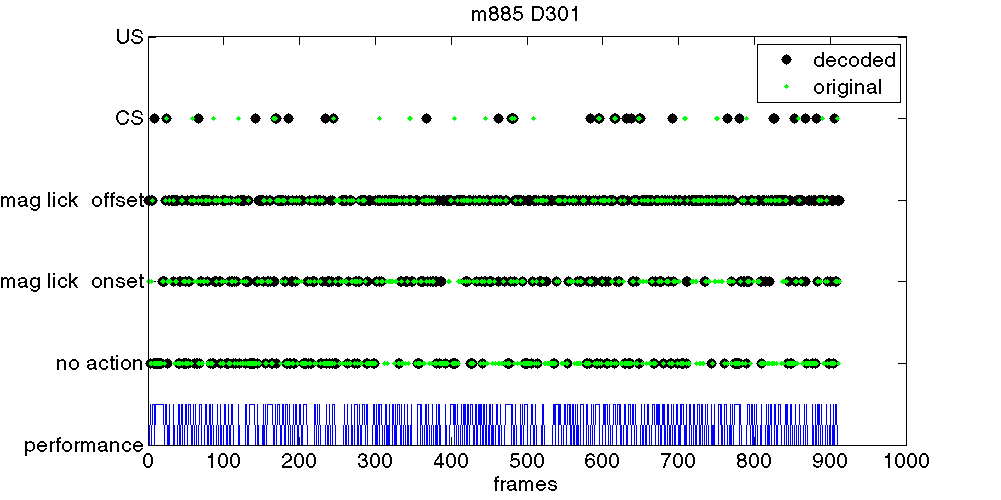 m885 D301
US
decoded
original
CS
mag lick offset
mag lick onset
no action
performance
0 100 200 300 400 500 600 700 800 900 1000
frames